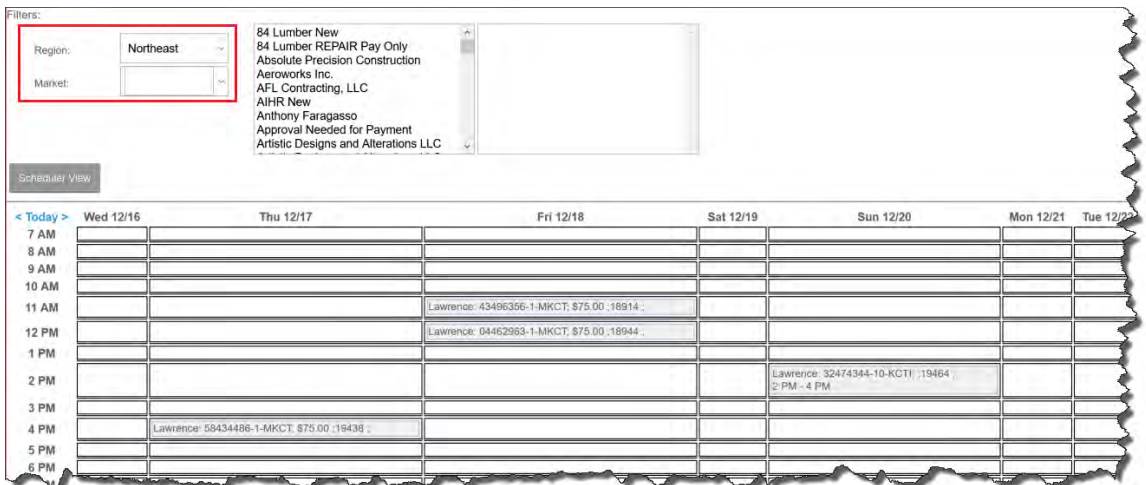 Filters:
Region: Northeast
Market:
84 Lumber New
84 Lumber REPAIR Pay Only
Absolute Precision Construction
Aeroworks Inc.
AFL Contracting, LLC
AIHR New
Anthony Faragasso
Approval Needed for Payment
Artistic Designs and Alterations LLC
Scheduler View
< Today > Wed 12/16 Thu 12/17 Fri 12/18 Sat 12/19 Sun 12/20 Mon 12/21 Tue 12/22
7 AM
8 AM
9 AM
10 AM
11 AM Lawrence: 43496356-1-MKCT; $75.00 ;18914 ;
12 PM Lawrence: 04462963-1-MKCT; $75.00 ;18944 ;
1 PM
2 PM Lawrence: 32474344-10-KCTI; ;19464 ;
2 PM - 4 PM
3 PM
4 PM Lawrence: 58434486-1-MKCT; $75.00 ;19438 ;
5 PM
6 PM